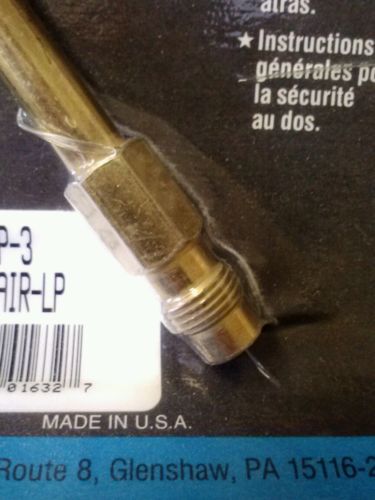 atrás.
★ Instructions
générales po
la sécurité
au dos.
P-3
AIR-LP
01632 7
MADE IN U.S.A.
Route 8, Glenshaw, PA 15116-2